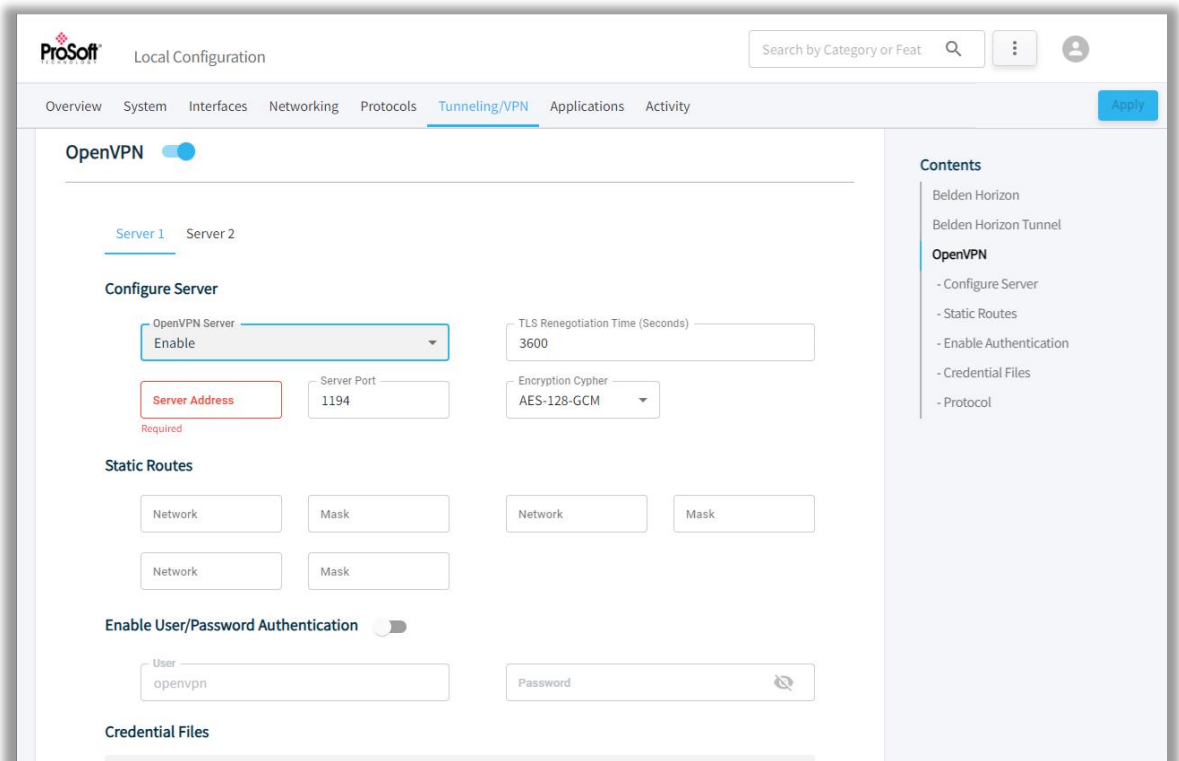 ProSoft
TECHNOLOGY
Local Configuration
Search by Category or Feat
Overview System Interfaces Networking Protocols Tunneling/VPN Applications Activity
Apply
OpenVPN
Server 1 Server 2
Configure Server
OpenVPN Server
Enable
TLS Renegotiation Time (Seconds)
3600
Server Address
Required
Server Port
1194
Encryption Cypher
AES-128-GCM
Static Routes
Network Mask Network Mask
Network Mask
Enable User/Password Authentication
User
openvpn
Password
Credential Files
Contents
Belden Horizon
Belden Horizon Tunnel
OpenVPN
- Configure Server
- Static Routes
- Enable Authentication
- Credential Files
- Protocol